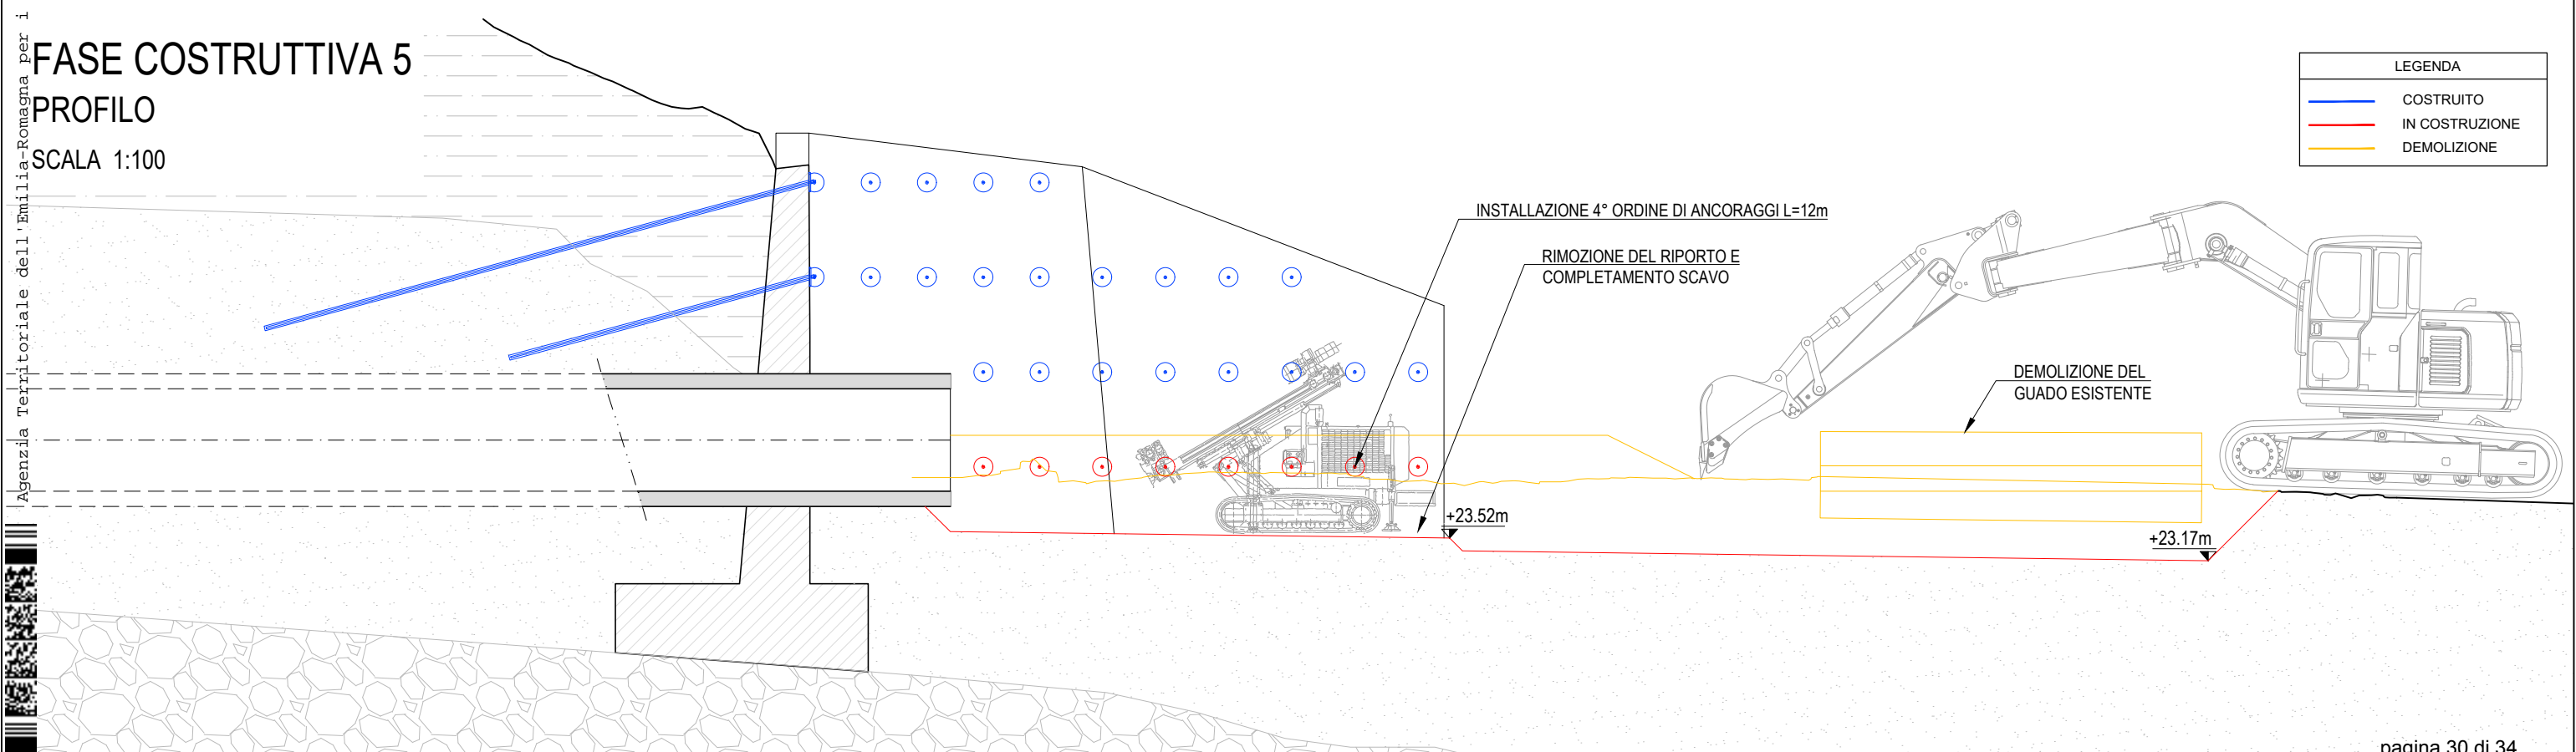 Agenzia Territoriale dell'Emilia-Romagna per i
FASE COSTRUTTIVA 5
PROFILO
SCALA 1:100
LEGENDA
COSTRUITO
IN COSTRUZIONE
DEMOLIZIONE
INSTALLAZIONE 4° ORDINE DI ANCORAGGI L=12m
RIMOZIONE DEL RIPORTO E
COMPLETAMENTO SCAVO
DEMOLIZIONE DEL
GUADO ESISTENTE
+23.52m
+23.17m
pagina 30 di 34